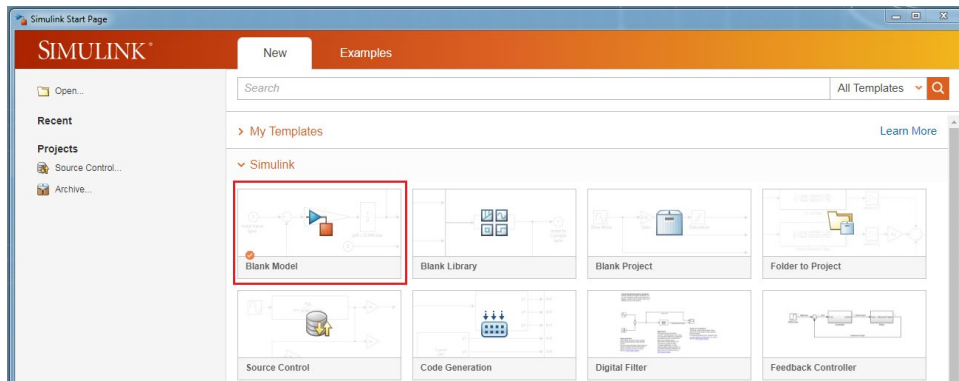 Simulink Start Page
SIMULINK®
New
Examples
Open...
Recent
Projects
Source Control...
Archive...
Search
All Templates
My Templates
Learn More
Simulink
Blank Model
Blank Library
Blank Project
Folder to Project
Source Control
Code Generation
Digital Filter
Feedback Controller